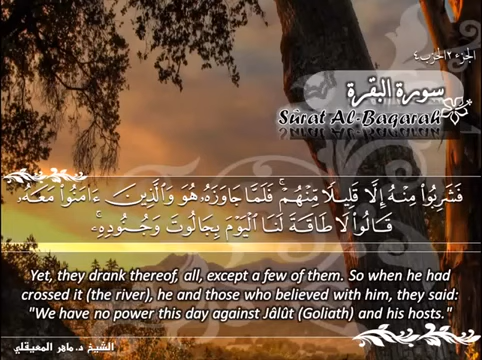 الجزء ٢ الحزب ٤
سورة البقرة
Sûrat Al-Baqarah
فَشَرِبُوا۟ مِنْهُ إِلَّا قَلِيلًا مِّنْهُمْ ۚ فَلَمَّا جَاوَزَهُۥ هُوَ وَٱلَّذِينَ ءَامَنُوا۟ مَعَهُۥ
قَالُوا۟ لَا طَاقَةَ لَنَا ٱلْيَوْمَ بِجَالُوتَ وَجُنُودِهِۦ ۚ
Yet, they drank thereof, all, except a few of them. So when he had
crossed it (the river), he and those who believed with him, they said:
"We have no power this day against Jâlût (Goliath) and his hosts."
الشيخ د. ماهر المعيقلي